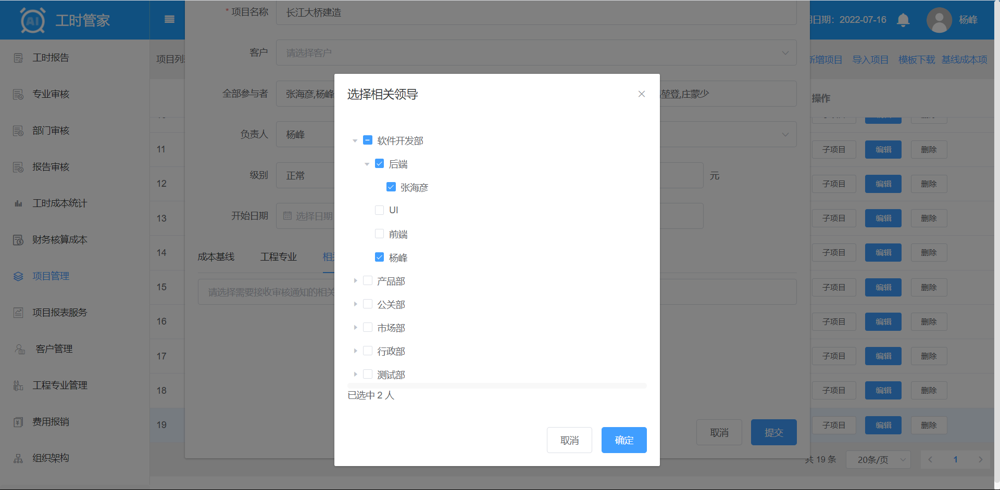 AI 工时管家
日期：2022-07-16
杨峰
工时报告
专业审核
部门审核
报告审核
工时成本统计
财务核算成本
项目管理
项目报表服务
客户管理
工程专业管理
费用报销
组织架构
项目列
新增项目 导入项目 模板下载 基线成本项
操作
* 项目名称 长江大桥建造
客户 请选择客户
全部参与者 张海彦,杨峰 堃登,庄蒙少
负责人 杨峰
级别 正常 元
开始日期 选择日期
成本基线 工程专业 相
请选择需要接收审核通知的相关
取消 提交
选择相关领导
软件开发部
后端
张海彦
UI
前端
杨峰
产品部
公关部
市场部
行政部
测试部
已选中 2 人
取消 确定
11 子项目 编辑 删除
12 子项目 编辑 删除
13 子项目 编辑 删除
14 子项目 编辑 删除
15 子项目 编辑 删除
16 子项目 编辑 删除
17 子项目 编辑 删除
18 子项目 编辑 删除
19 子项目 编辑 删除
共 19 条 20条/页 1